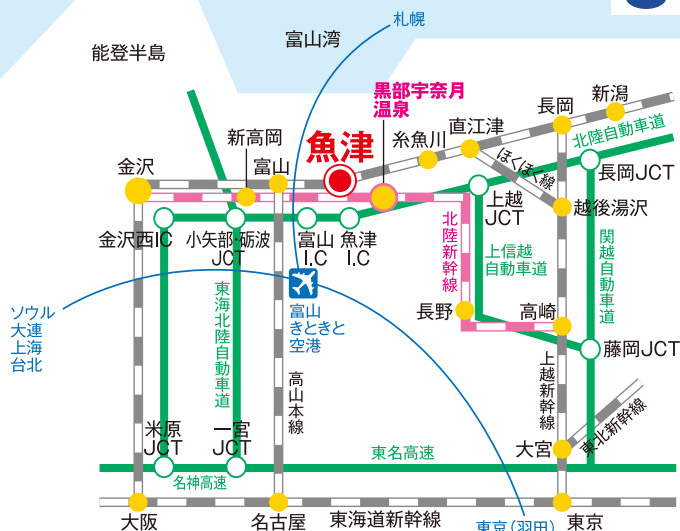 札幌
富山湾
能登半島
黒部宇奈月
温泉
新潟
長岡
直江津
糸魚川
北陸自動車道
新高岡
魚津
富山
金沢
ほくほく線
長岡JCT
上越
JCT
越後湯沢
金沢西IC
小矢部・砺波
JCT
富山
I.C
魚津
I.C
北陸新幹線
上信越
自動車道
関越自動車道
ソウル
大連
上海
台北
東海北陸自動車道
富山
きときと
空港
長野
高崎
藤岡JCT
高山本線
上越新幹線
米原
JCT
一宮
JCT
東名高速
大宮
東北新幹線
名神高速
大阪
名古屋
東海道新幹線
東京(羽田)
東京